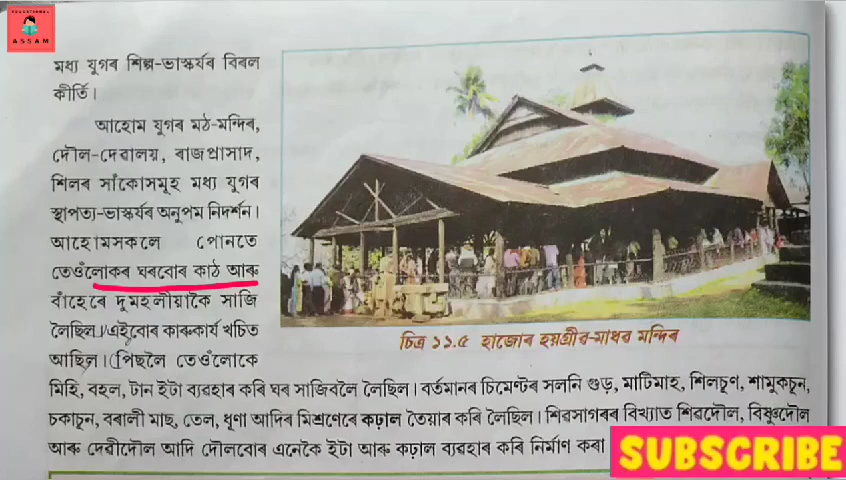 EDUCATIONAL
ASSAM
মধ্য যুগৰ শিল্প-ভাস্কৰ্যৰ বিৰল
কীৰ্তি।
আহোম যুগৰ মঠ-মন্দিৰ,
দৌল-দেৱালয়, ৰাজপ্ৰাসাদ,
শিলৰ সাঁকোসমূহ মধ্য যুগৰ
স্থাপত্য-ভাস্কৰ্যৰ অনুপম নিদৰ্শন।
আহোমসকলে পোনতে
তেওঁলোকৰ ঘৰবোৰ কাঠ আৰু
বাঁহেৰে দুমহলীয়াকৈ সাজি
লৈছিল। এইবোৰ কাৰুকাৰ্য খচিত
আছিল। পিছলৈ তেওঁলোকে
মিহি, বহল, টান ইটা ব্যৱহাৰ কৰি ঘৰ সাজিবলৈ লৈছিল। বৰ্তমানৰ চিমেণ্টৰ সলনি গুড়, মাটিমাহ, শিলচূণ, শামুকচূন,
চকাচূন, বৰালী মাছ, তেল, ধূণা আদিৰ মিশ্ৰণেৰে কঢ়াল তৈয়াৰ কৰি লৈছিল। শিৱসাগৰৰ বিখ্যাত শিৱদৌল, বিষ্ণুদৌল
আৰু দেৱীদৌল আদি দৌলবোৰ এনেকৈ ইটা আৰু কঢ়াল ব্যৱহাৰ কৰি নিৰ্মাণ কৰা
চিত্ৰ ১১.৫ হাজোৰ হয়গ্ৰীৱ-মাধৱ মন্দিৰ
SUBSCRIBE